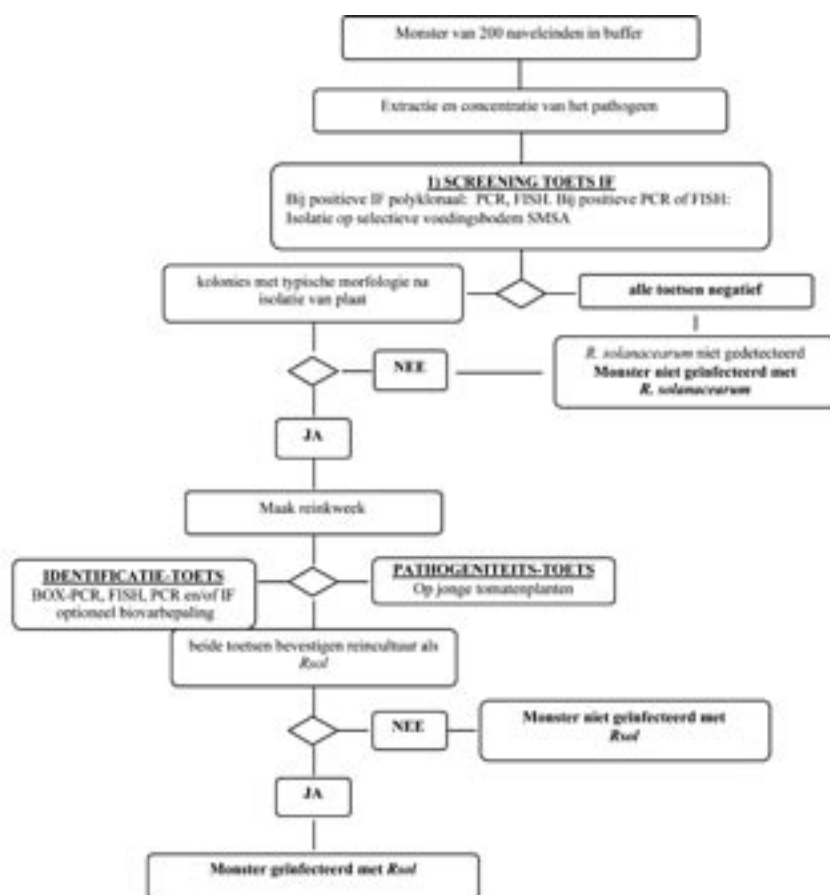 Monster van 200 naveleinden in buffer
Extractie en concentratie van het pathogeen
1) SCREENING TOETS IF
Bij positieve IF polyklonaal: PCR, FISH. Bij positieve PCR of FISH:
Isolatie op selectieve voedingsbodem SMSA
kolonies met typische morfologie na
isolatie van plaat
alle toetsen negatief
NEE
R. solanacearum niet gedetecteerd
Monster niet geïnfecteerd met
R. solanacearum
JA
Maak reinkweek
IDENTIFICATIE-TOETS
BOX-PCR, FISH, PCR en/of IF
optioneel biovarbepaling
PATHOGENITEITS-TOETS
Op jonge tomatenplanten
beide toetsen bevestigen reincultuur als
Rsol
NEE
Monster niet geïnfecteerd met
Rsol
JA
Monster geïnfecteerd met Rsol